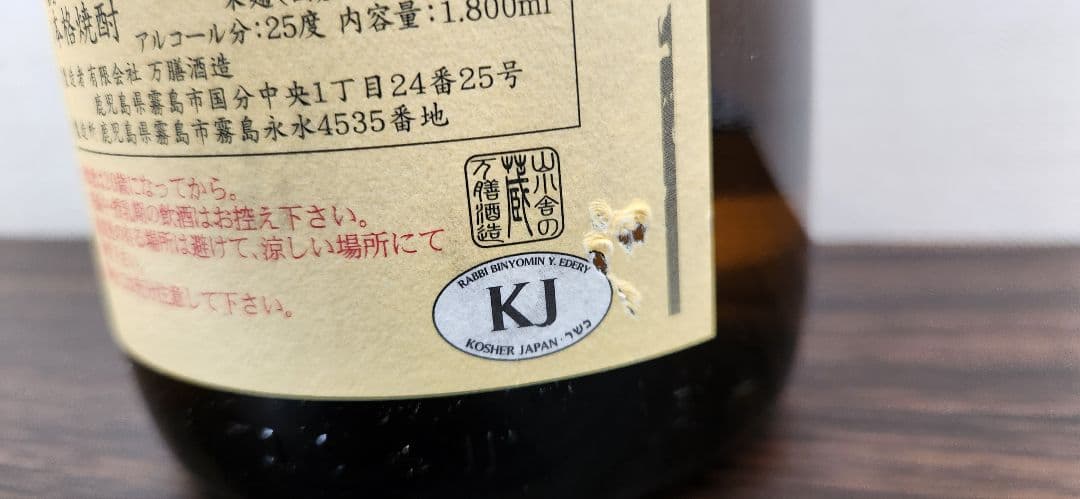 本格焼酎
アルコール分:25度 内容量:1.800ml
製造者 有限会社 万膳酒造
鹿児島県霧島市国分中央1丁目24番25号
鹿児島県霧島市霧島永水4535番地
になってから。
の飲酒はお控え下さい。
場所は避けて、涼しい場所にて
注意して下さい。
山小舎の
蔵
万膳酒造
RABBI BINYOMIN Y. EDERY
KJ
KOSHER JAPAN · כשר